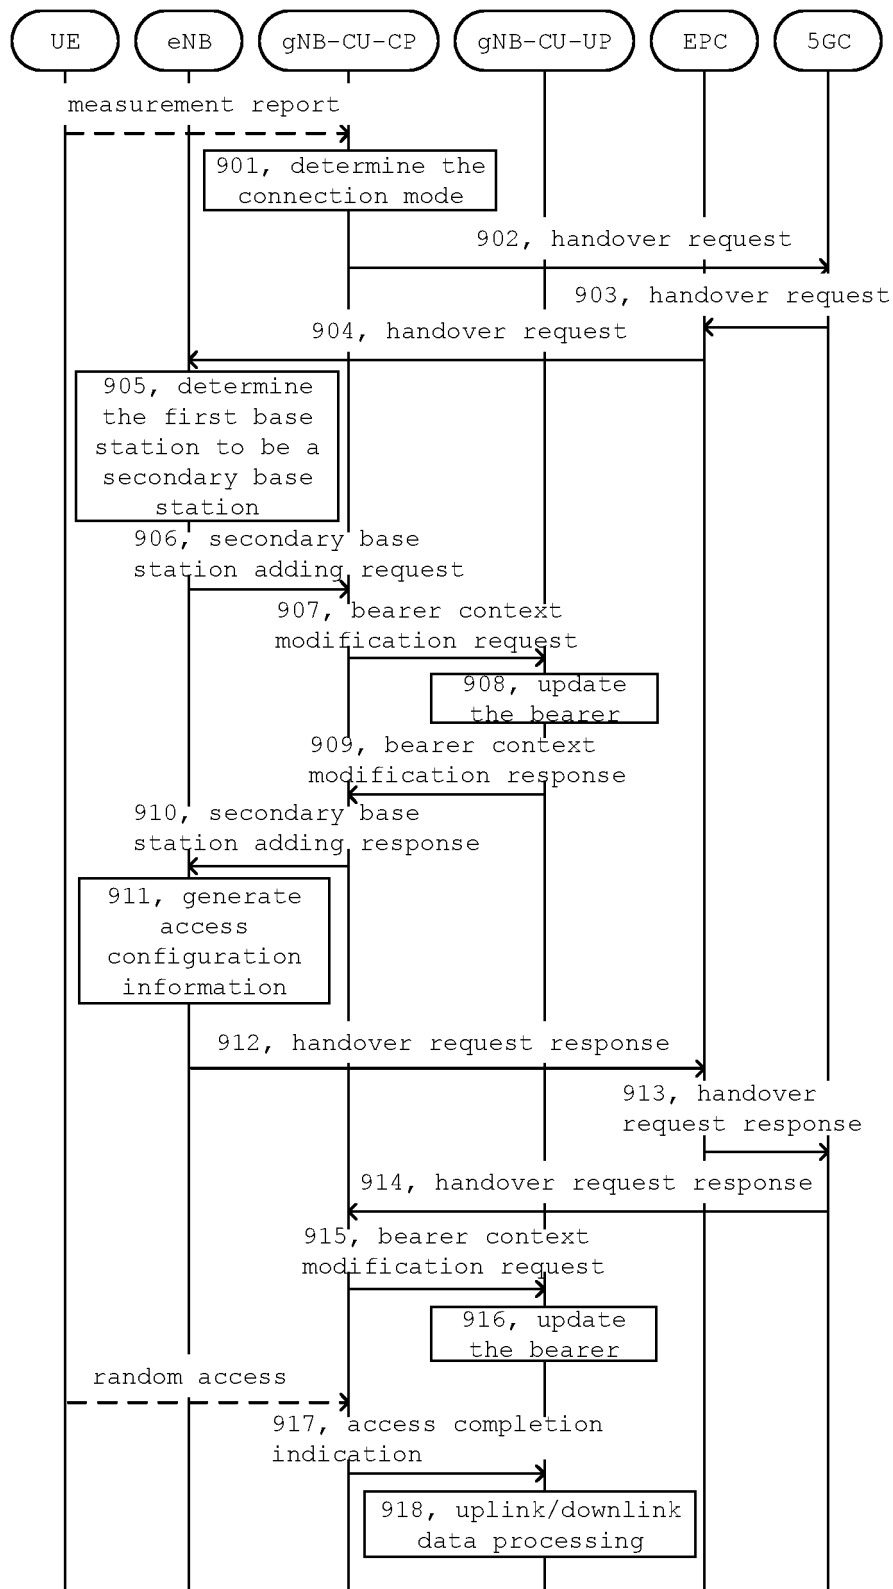 UE eNB gNB-CU-CP gNB-CU-UP EPC 5GC
measurement report
901, determine the
connection mode
902, handover request
903, handover request
904, handover request
905, determine
the first base
station to be a
secondary base
station
906, secondary base
station adding request
907, bearer context
modification request
908, update
the bearer
909, bearer context
modification response
910, secondary base
station adding response
911, generate
access
configuration
information
912, handover request response
913, handover
request response
914, handover request response
915, bearer context
modification request
916, update
the bearer
random access
917, access completion
indication
918, uplink/downlink
data processing